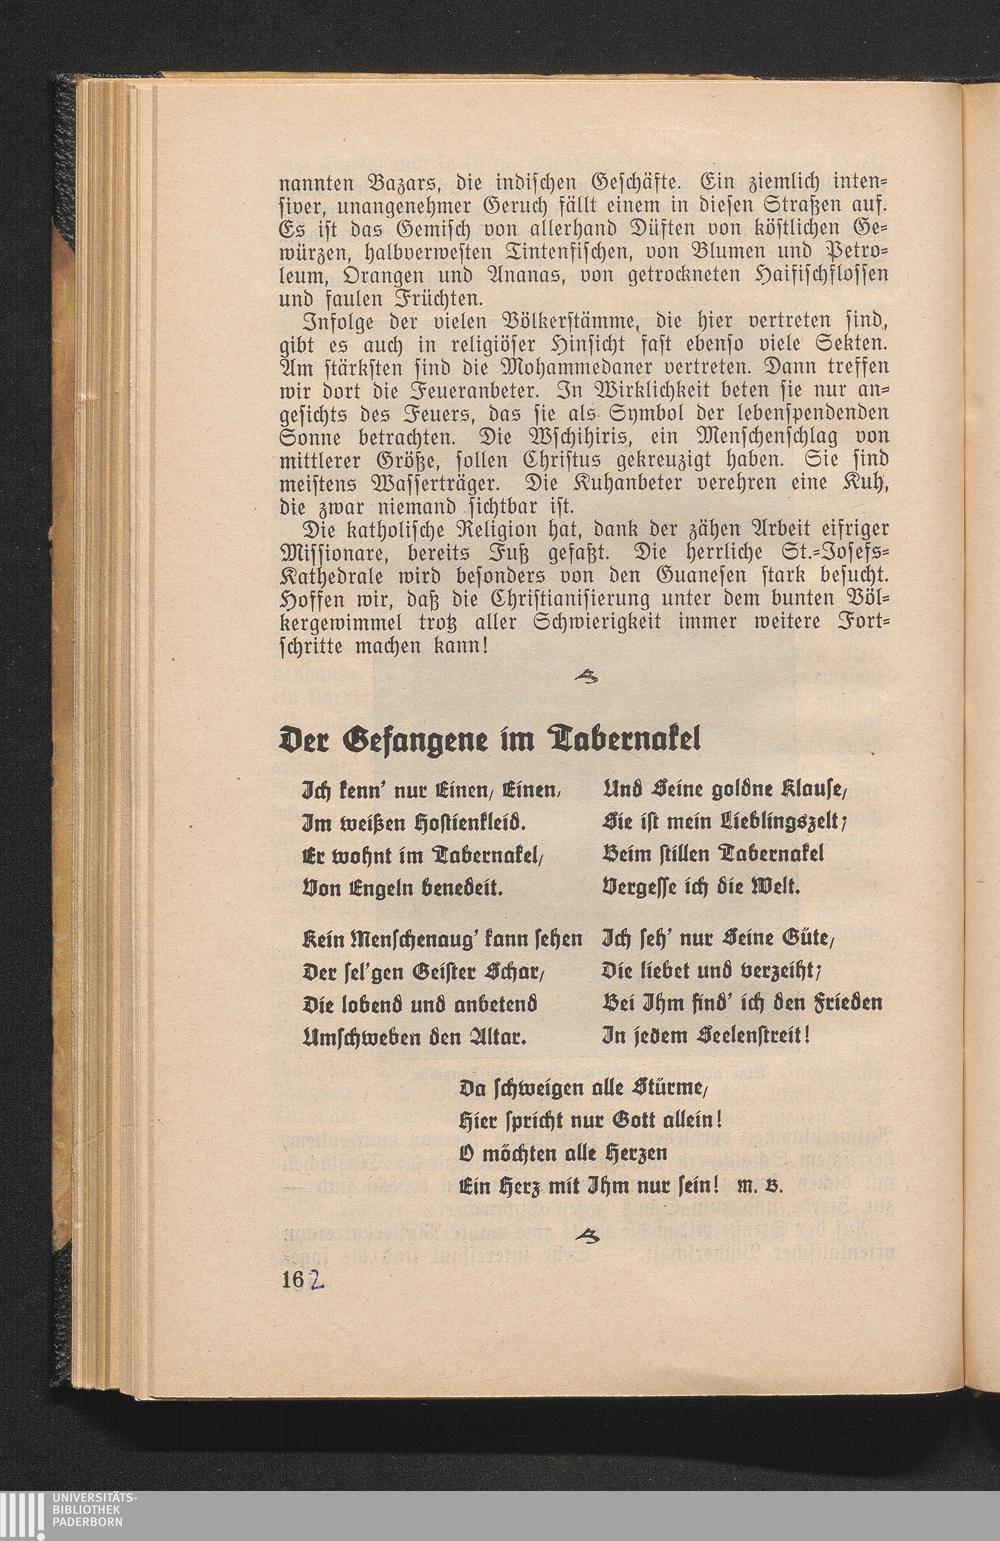 nannten Bazars, die indischen Geschäfte. Ein ziemlich inten-
siver, unangenehmer Geruch fällt einem in diesen Straßen auf.
Es ist das Gemisch von allerhand Düften von köstlichen Ge-
würzen, halbverwesten Tintenfischen, von Blumen und Petro-
leum, Orangen und Ananas, von getrockneten Haifischflossen
und faulen Früchten.
Infolge der vielen Völkerstämme, die hier vertreten sind,
gibt es auch in religiöser Hinsicht fast ebenso viele Sekten.
Am stärksten sind die Mohammedaner vertreten. Dann treffen
wir dort die Feueranbeter. In Wirklichkeit beten sie nur an-
gesichts des Feuers, das sie als Symbol der lebenspendenden
Sonne betrachten. Die Wschihiris, ein Menschenschlag von
mittlerer Größe, sollen Christus gekreuzigt haben. Sie sind
meistens Wasserträger. Die Kuhanbeter verehren eine Kuh,
die zwar niemand sichtbar ist.
Die katholische Religion hat, dank der zähen Arbeit eifriger
Missionare, bereits Fuß gefaßt. Die herrliche St.-Josefs-
Kathedrale wird besonders von den Guanesen stark besucht.
Hoffen wir, daß die Christianisierung unter dem bunten Völ-
kergewimmel trotz aller Schwierigkeit immer weitere Fort-
schritte machen kann!
Der Gefangene im Tabernakel
Ich kenn' nur Einen, Einen,
Im weißen Hostienkleid.
Er wohnt im Tabernakel,
Von Engeln benedeit.
Kein Menschenaug' kann sehen
Der sel'gen Geister Schar,
Die lobend und anbetend
Umschweben den Altar.
Und Seine goldne Klause,
Sie ist mein Lieblingszelt;
Beim stillen Tabernakel
Vergesse ich die Welt.
Ich seh' nur Seine Güte,
Die liebet und verzeiht;
Bei Ihm find' ich den Frieden
In jedem Seelenstreit!
Da schweigen alle Stürme,
Hier spricht nur Gott allein!
O möchten alle Herzen
Ein Herz mit Ihm nur sein! M. B.
162
UNIVERSITÄTS-
BIBLIOTHEK
PADERBORN